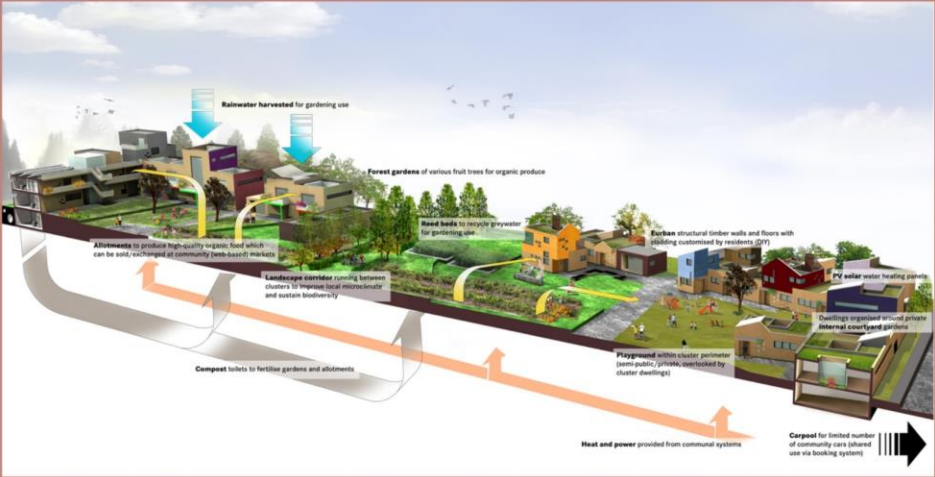 Rainwater harvested for gardening use
Forest gardens of various fruit trees for organic produce
Reed beds to recycle greywater
for gardening use
Eurban structural timber walls and floors with
cladding customised by residents (DIY)
Allotments to produce high-quality organic food which
can be sold/exchanged at community (web-based) markets
Landscape corridor running between
clusters to improve local microclimate
and sustain biodiversity
PV solar water heating panels
Dwellings organised around private
internal courtyard gardens
Playground within cluster perimeter
(semi-public/private, overlooked by
cluster dwellings)
Compost toilets to fertilise gardens and allotments
Heat and power provided from communal systems
Carpool for limited number
of community cars (shared
use via booking system)